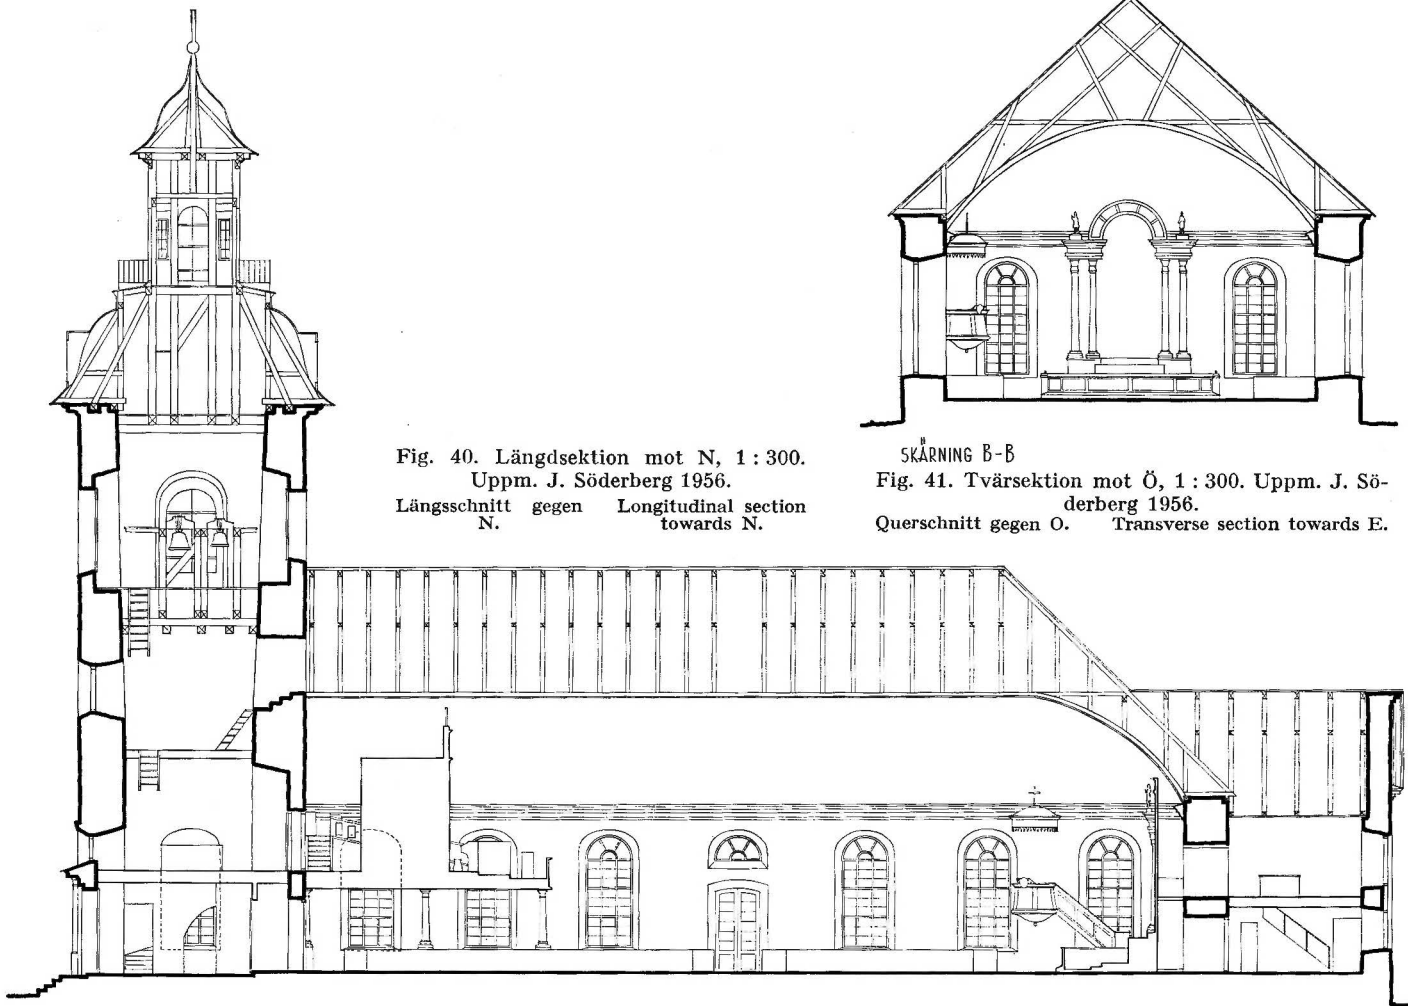 Fig. 40. Längdsektion mot N, 1 : 300.
Uppm. J. Söderberg 1956.
Längsschnitt gegen N.
Longitudinal section towards N.
SKÄRNING B-B
Fig. 41. Tvärsektion mot Ö, 1 : 300. Uppm. J. Sö-
derberg 1956.
Querschnitt gegen O. Transverse section towards E.